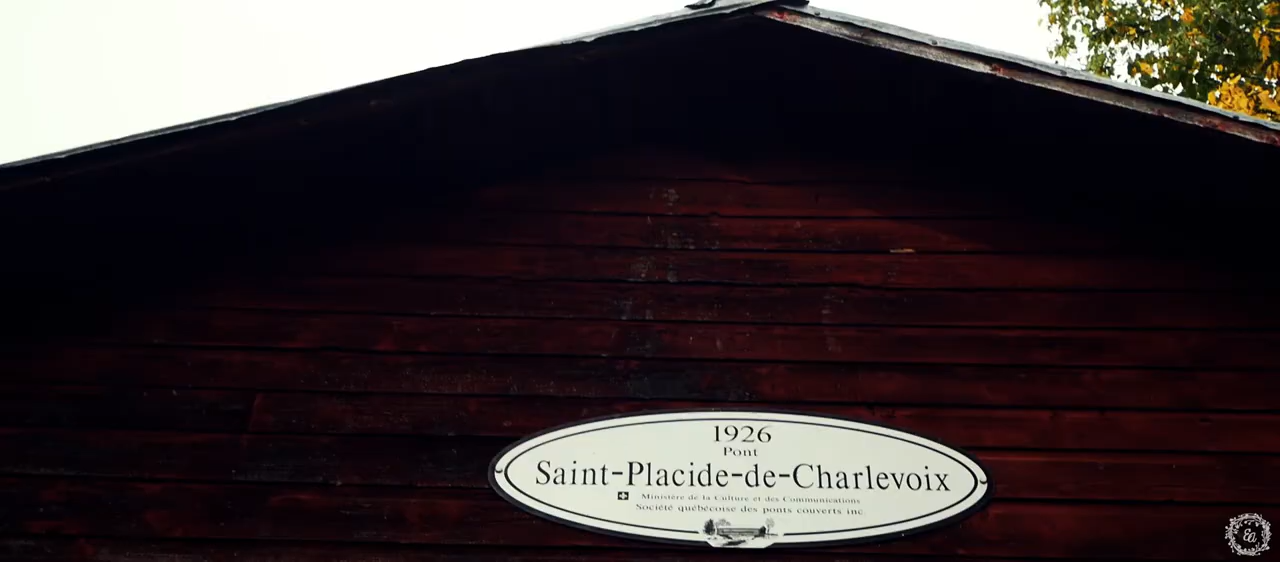 1926
Pont
Saint-Placide-de-Charlevoix
Ministère de la Culture et des Communications
Société québécoise des ponts couverts inc.